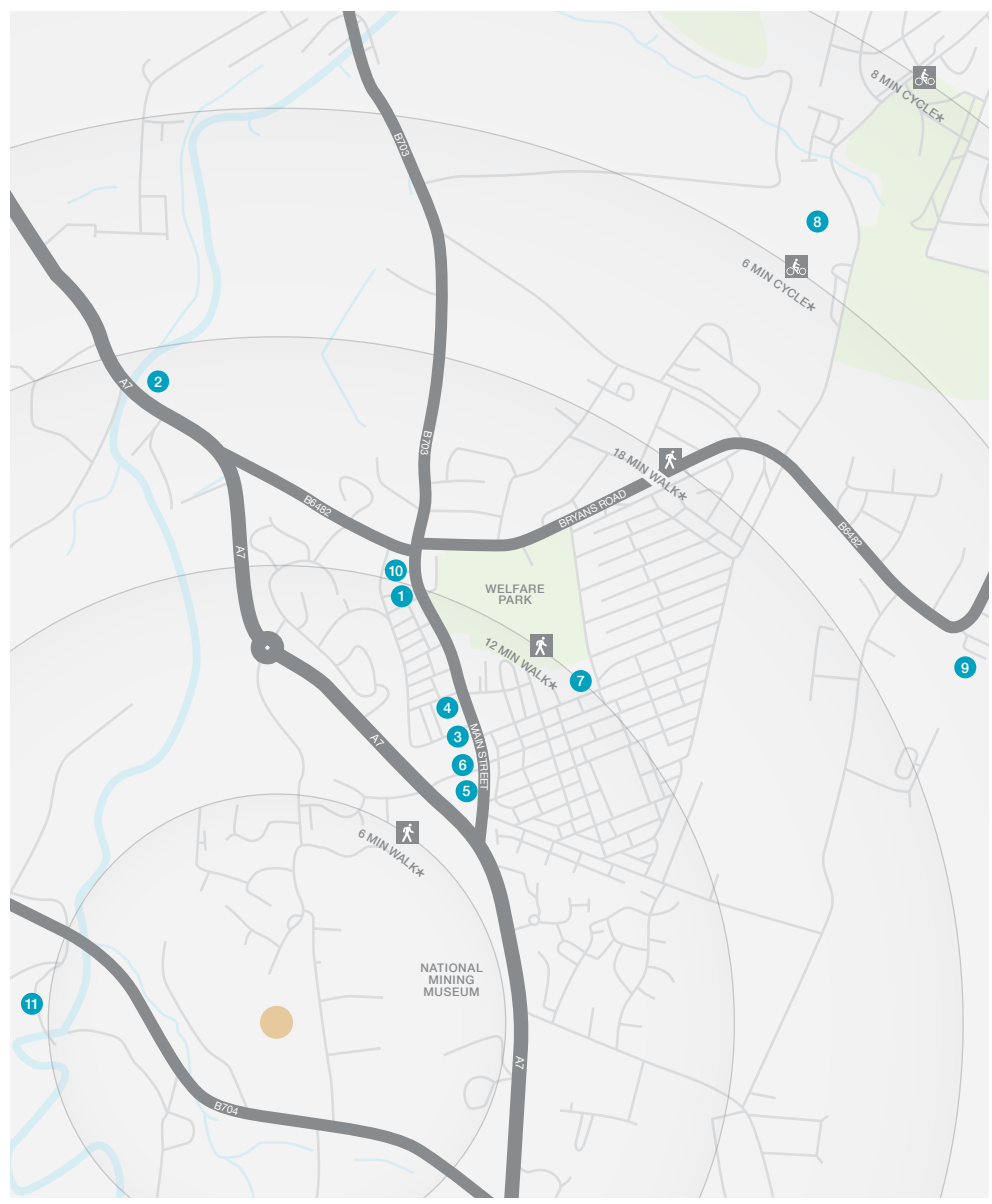 8 MIN CYCLE*
B703
8
6 MIN CYCLE*
A7
2
B703
18 MIN WALK*
B6482
BRYANS ROAD
B6482
A7
10
1
WELFARE
PARK
12 MIN WALK*
7
9
4
3
MAIN STREET
A7
6
5
6 MIN WALK*
NATIONAL
MINING
MUSEUM
11
A7
B704